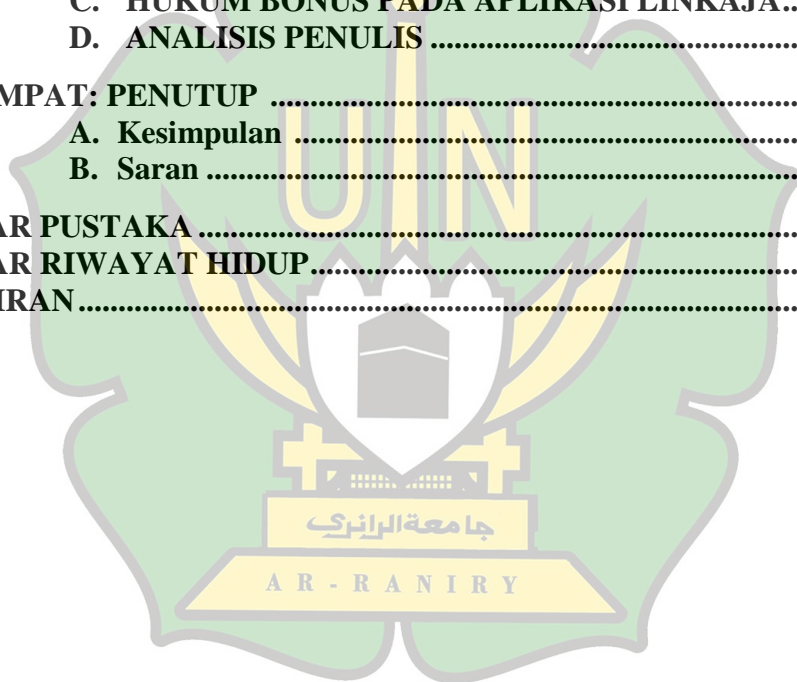 C. HUKUM BONUS PADA APLIKASI LINKAJA..
D. ANALISIS PENULIS ................................................
MPAT: PENUTUP ....................................................................
A. Kesimpulan ................................................................
B. Saran ...........................................................................
AR PUSTAKA ............................................................................
AR RIWAYAT HIDUP..............................................................
IRAN...........................................................................................
UIN
جامعة الرانري
AR-RANIRY